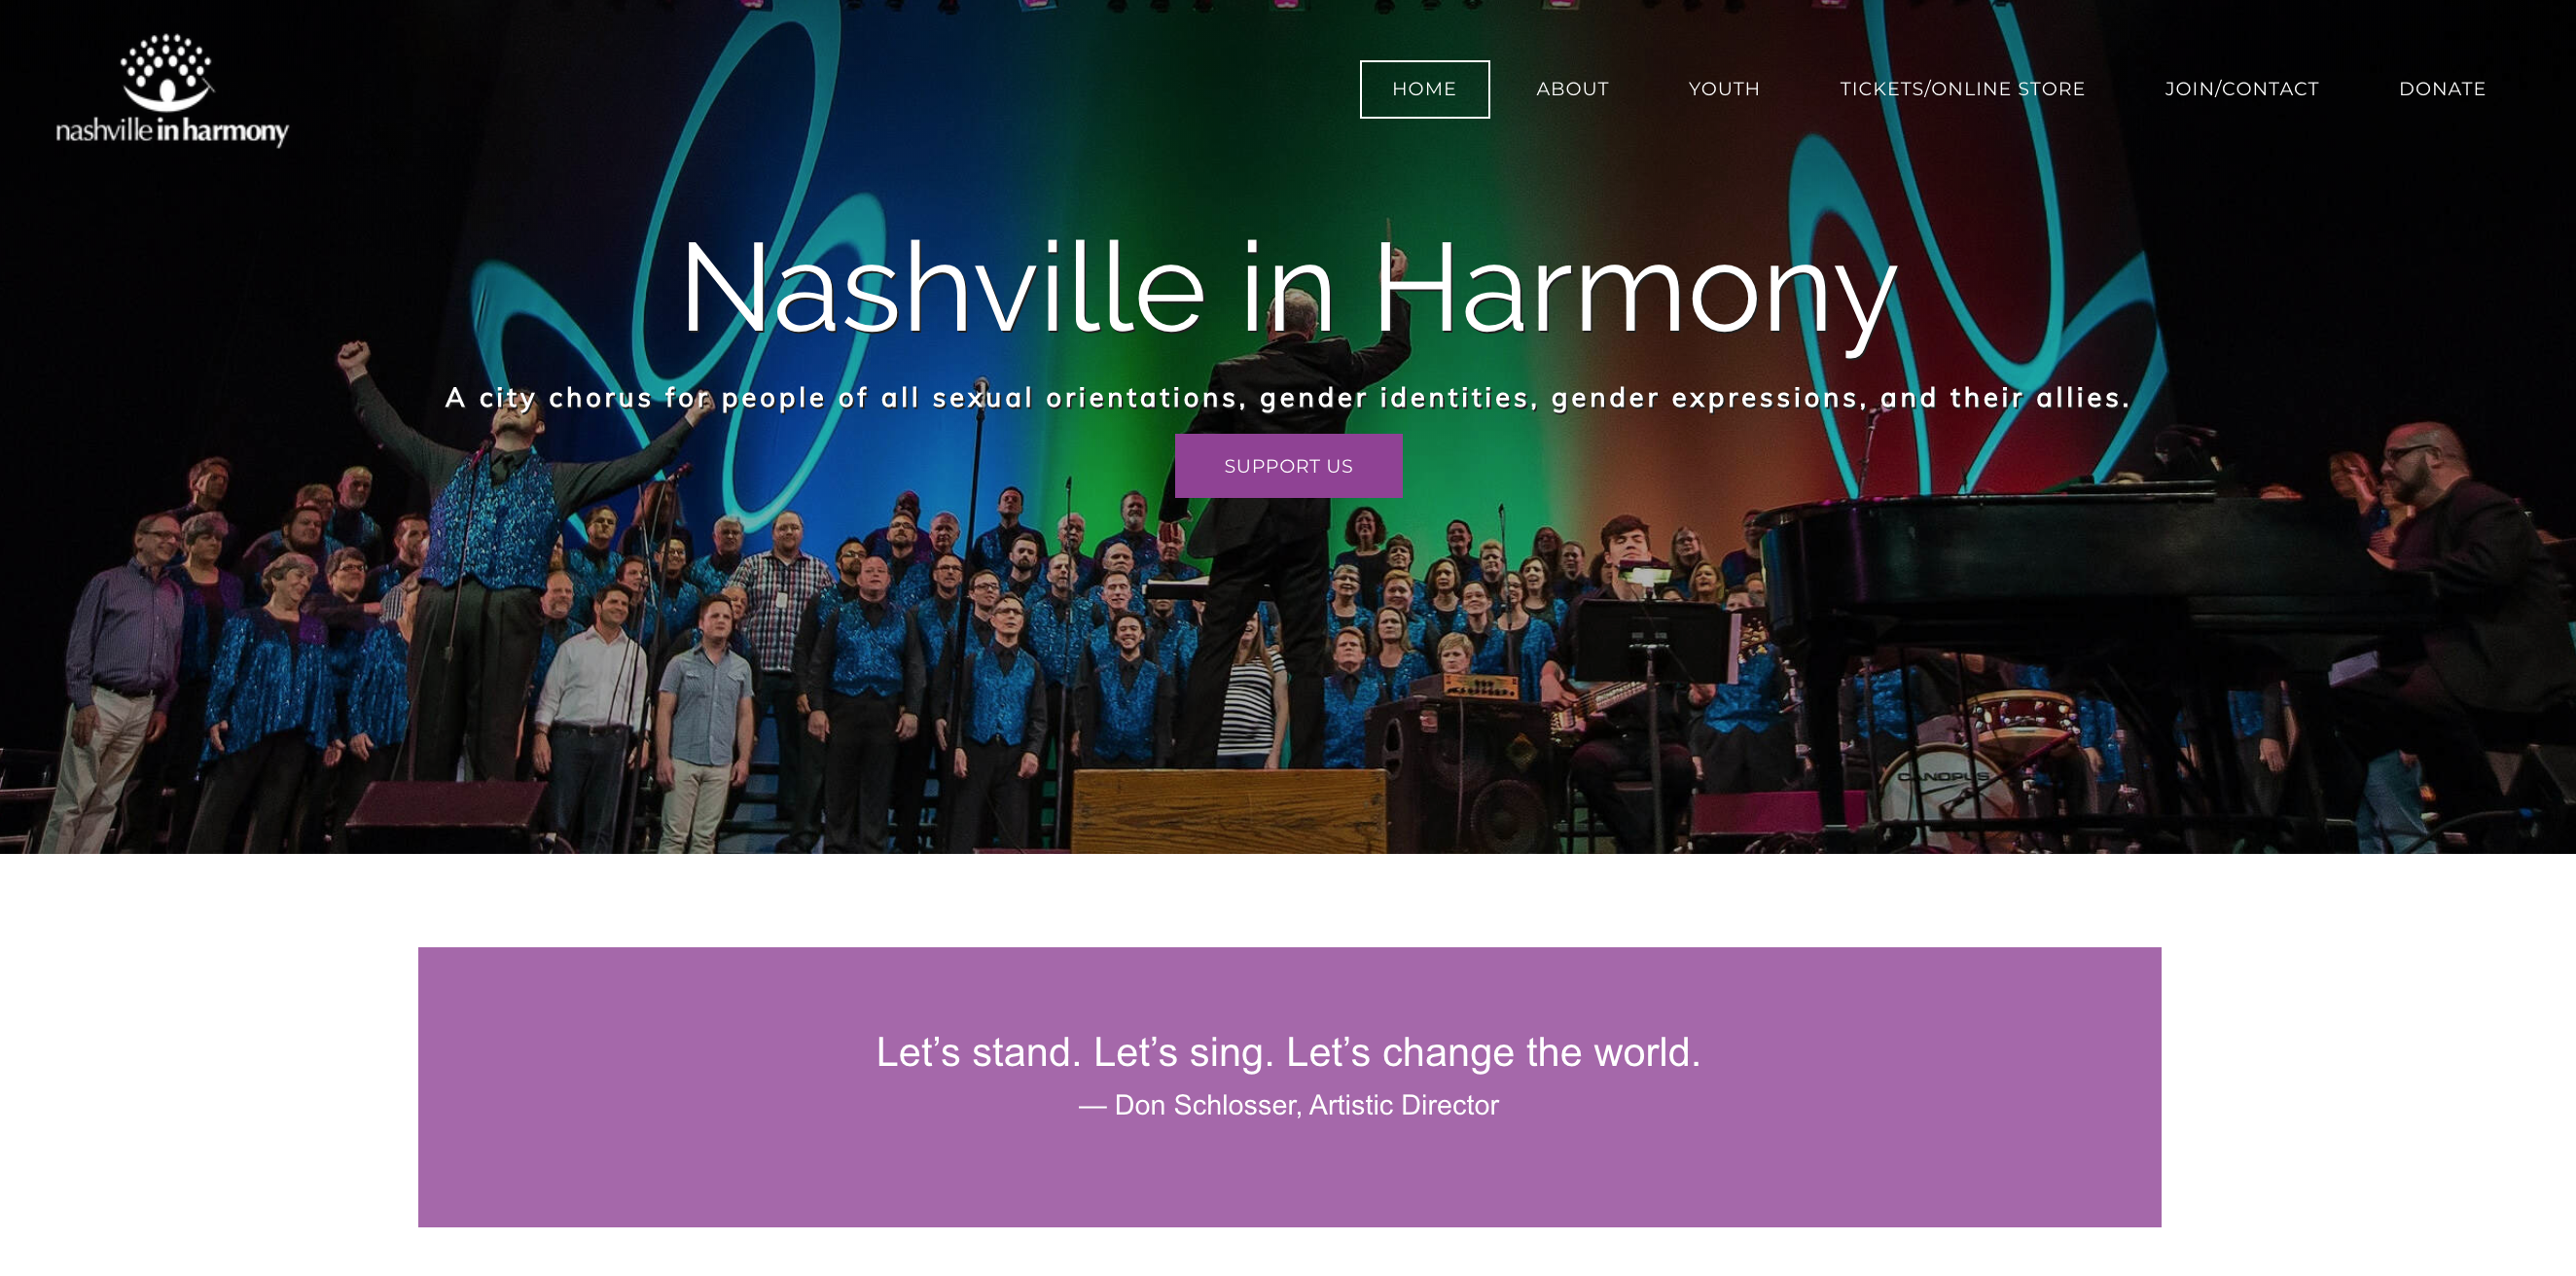 nashville in harmony
HOME
ABOUT
YOUTH
TICKETS/ONLINE STORE
JOIN/CONTACT
DONATE
Nashville in Harmony
A city chorus for people of all sexual orientations, gender identities, gender expressions, and their allies.
SUPPORT US
CANOPUS
Let’s stand. Let’s sing. Let’s change the world.
— Don Schlosser, Artistic Director